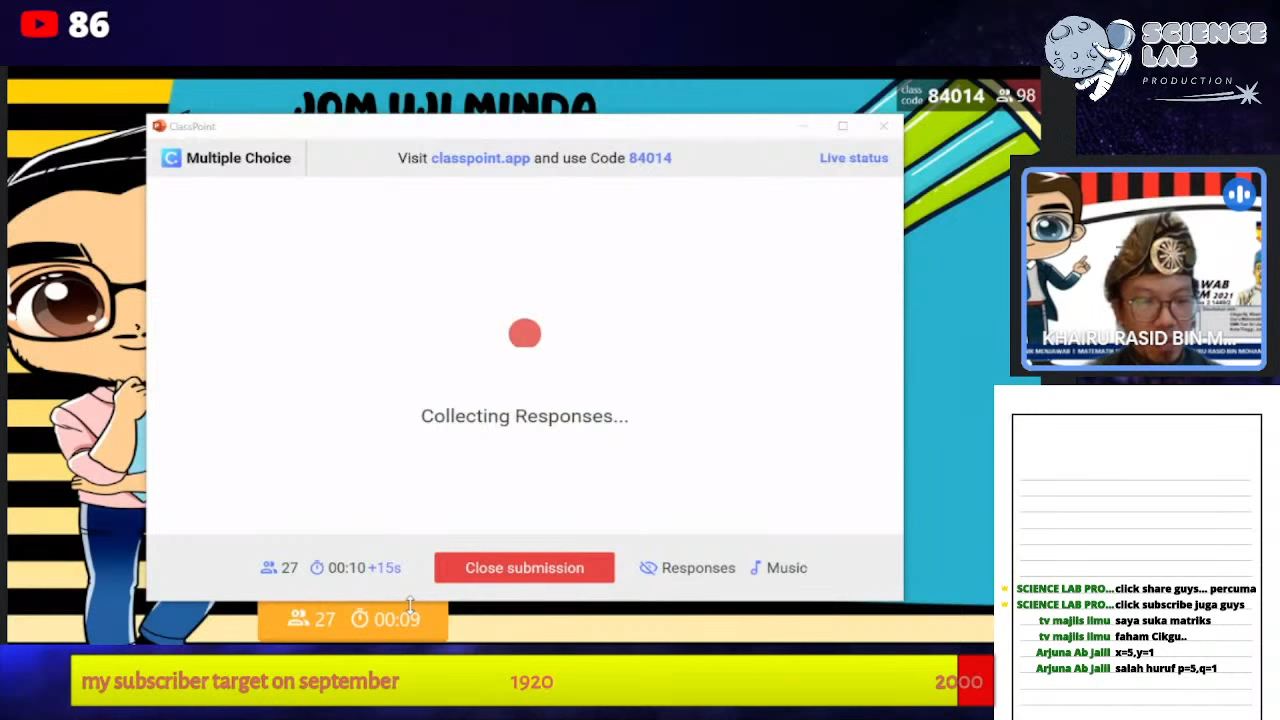 86
SCIENCE
LAB
PRODUCTION
JOM UJI MINDA
class
code 84014 98
ClassPoint
Multiple Choice
Visit classpoint.app and use Code 84014
Live status
Collecting Responses...
27 00:10 +15s
Close submission
Responses
Music
27 00:09
WAB
2021
KHAIRU RASID BIN M...
SCIENCE LAB PRO... click share guys... percuma
SCIENCE LAB PRO... click subscribe juga guys
tv majlis ilmu saya suka matriks
tv majlis ilmu faham Cikgu..
Arjuna Ab Jalil x=5,y=1
Arjuna Ab Jalil salah huruf p=5,q=1
my subscriber target on september 1920 2000